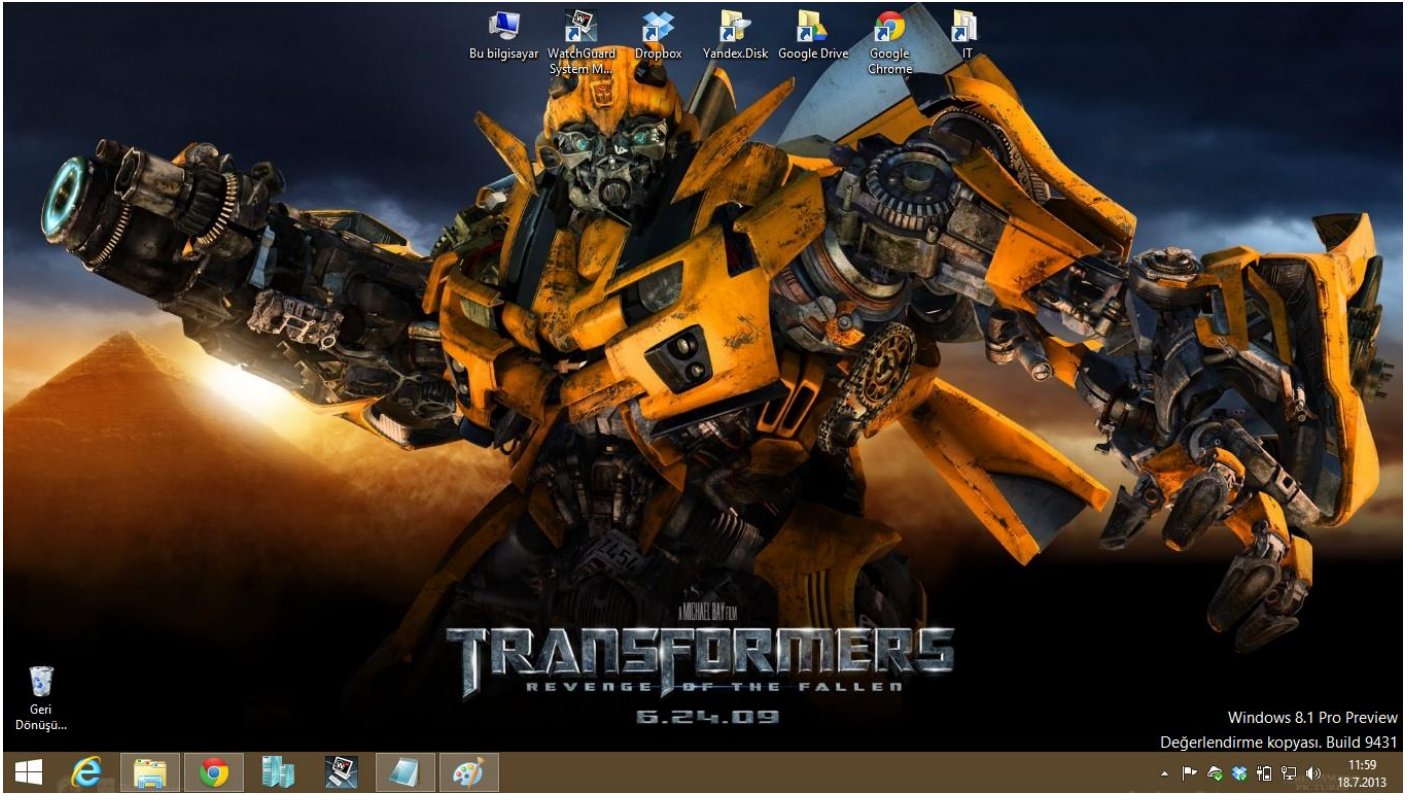 Bu bilgisayar
WatchGuard
System M...
Dropbox
Yandex.Disk
Google Drive
Google
Chrome
IT
A MICHAEL BAY FILM
TRANSFORMERS
REVENGE OF THE FALLEN
6.24.09
Geri
Dönüşü...
Windows 8.1 Pro Preview
Değerlendirme kopyası. Build 9431
11:59
18.7.2013